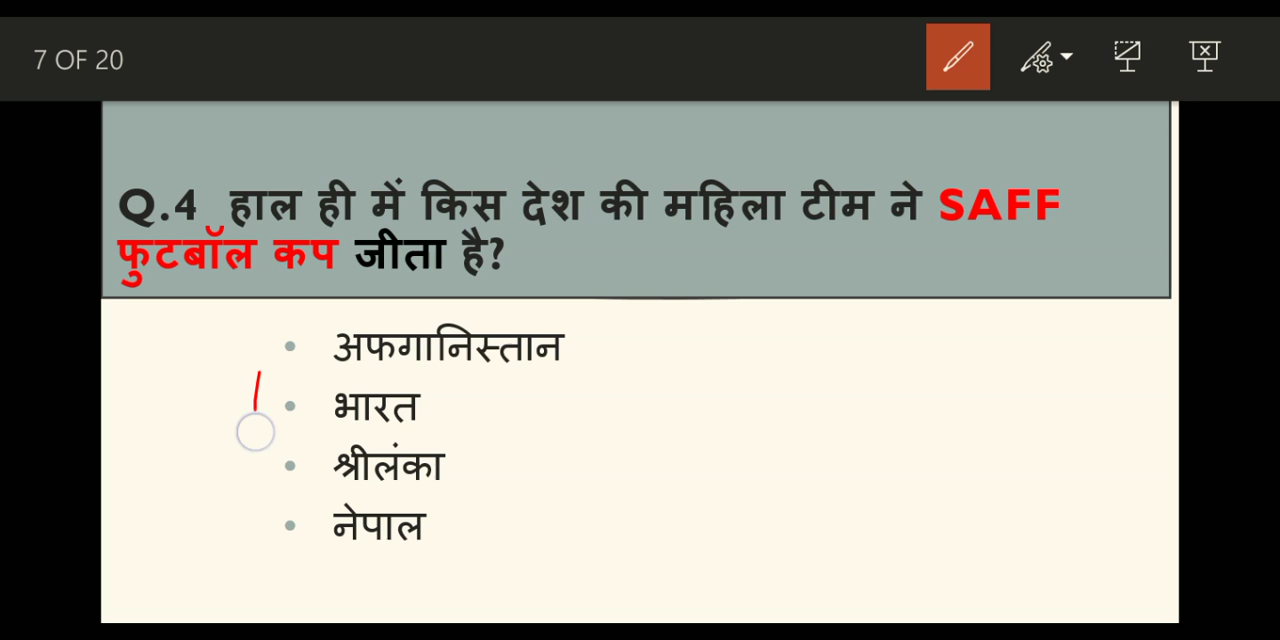 7 OF 20
Q.4 हाल ही में किस देश की महिला टीम ने SAFF
फुटबॉल कप जीता है?
• अफगानिस्तान
• भारत
• श्रीलंका
• नेपाल